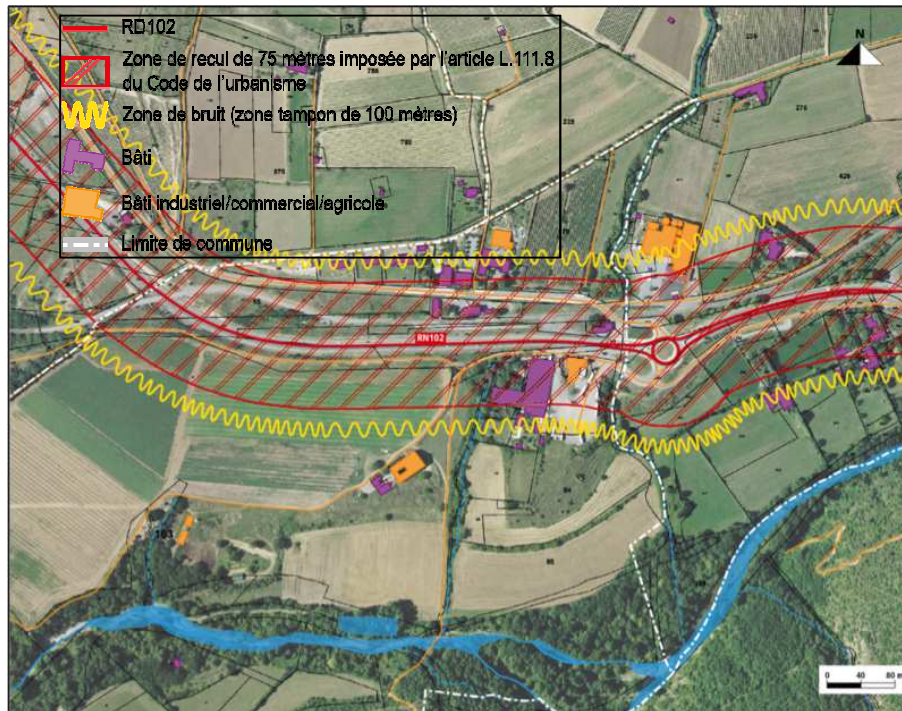 RD102
Zone de recul de 75 mètres imposée par l'article L.111.8
du Code de l'urbanisme
Zone de bruit (zone tampon de 100 mètres)
Bâti
Bâti industriel/commercial/agricole
Limite de commune
N
RN102
103
0 40 80 m